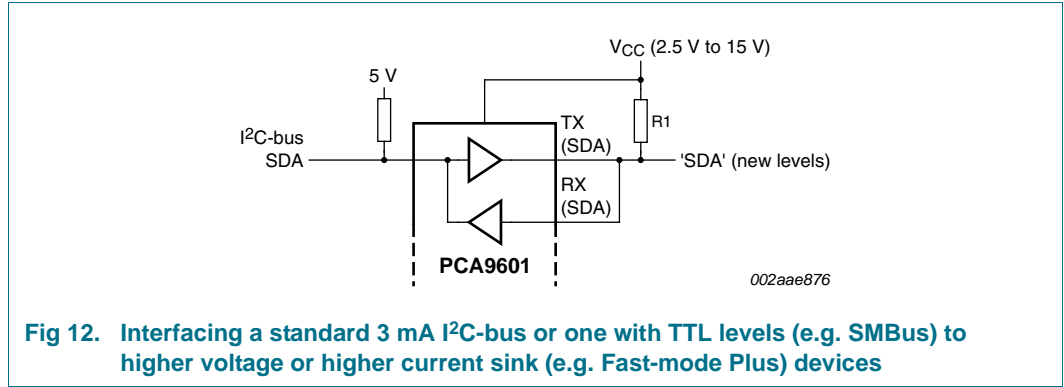 VCC (2.5 V to 15 V)
5 V
R1
TX
(SDA)
I2C-bus
SDA
'SDA' (new levels)
RX
(SDA)
PCA9601
002aae876
Fig 12. Interfacing a standard 3 mA I2C-bus or one with TTL levels (e.g. SMBus) to
higher voltage or higher current sink (e.g. Fast-mode Plus) devices